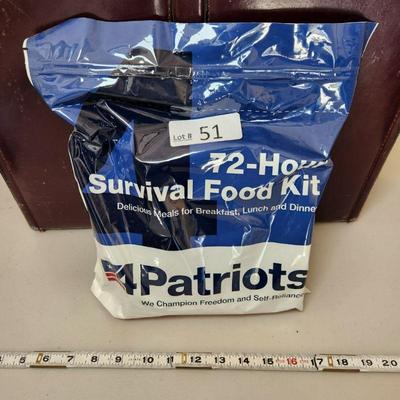 Lot # 51
72-Hour
Survival Food Kit
Delicious Meals for Breakfast, Lunch and Dinner
4Patriots
We Champion Freedom and Self-Reliance
5 6 7 8 9 10 11 12 13 14 15 16 17 18 19 20